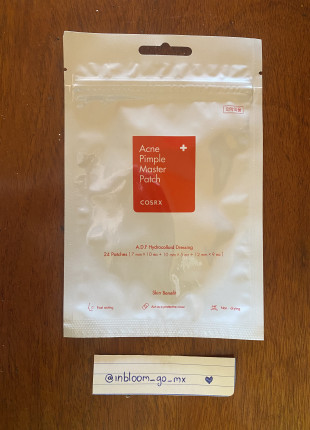 Acne
Pimple
Master
Patch
COSRX
A.D.F Hydrocolloid Dressing
24 Patches
Skin Benefit
@inbloom_go_mx